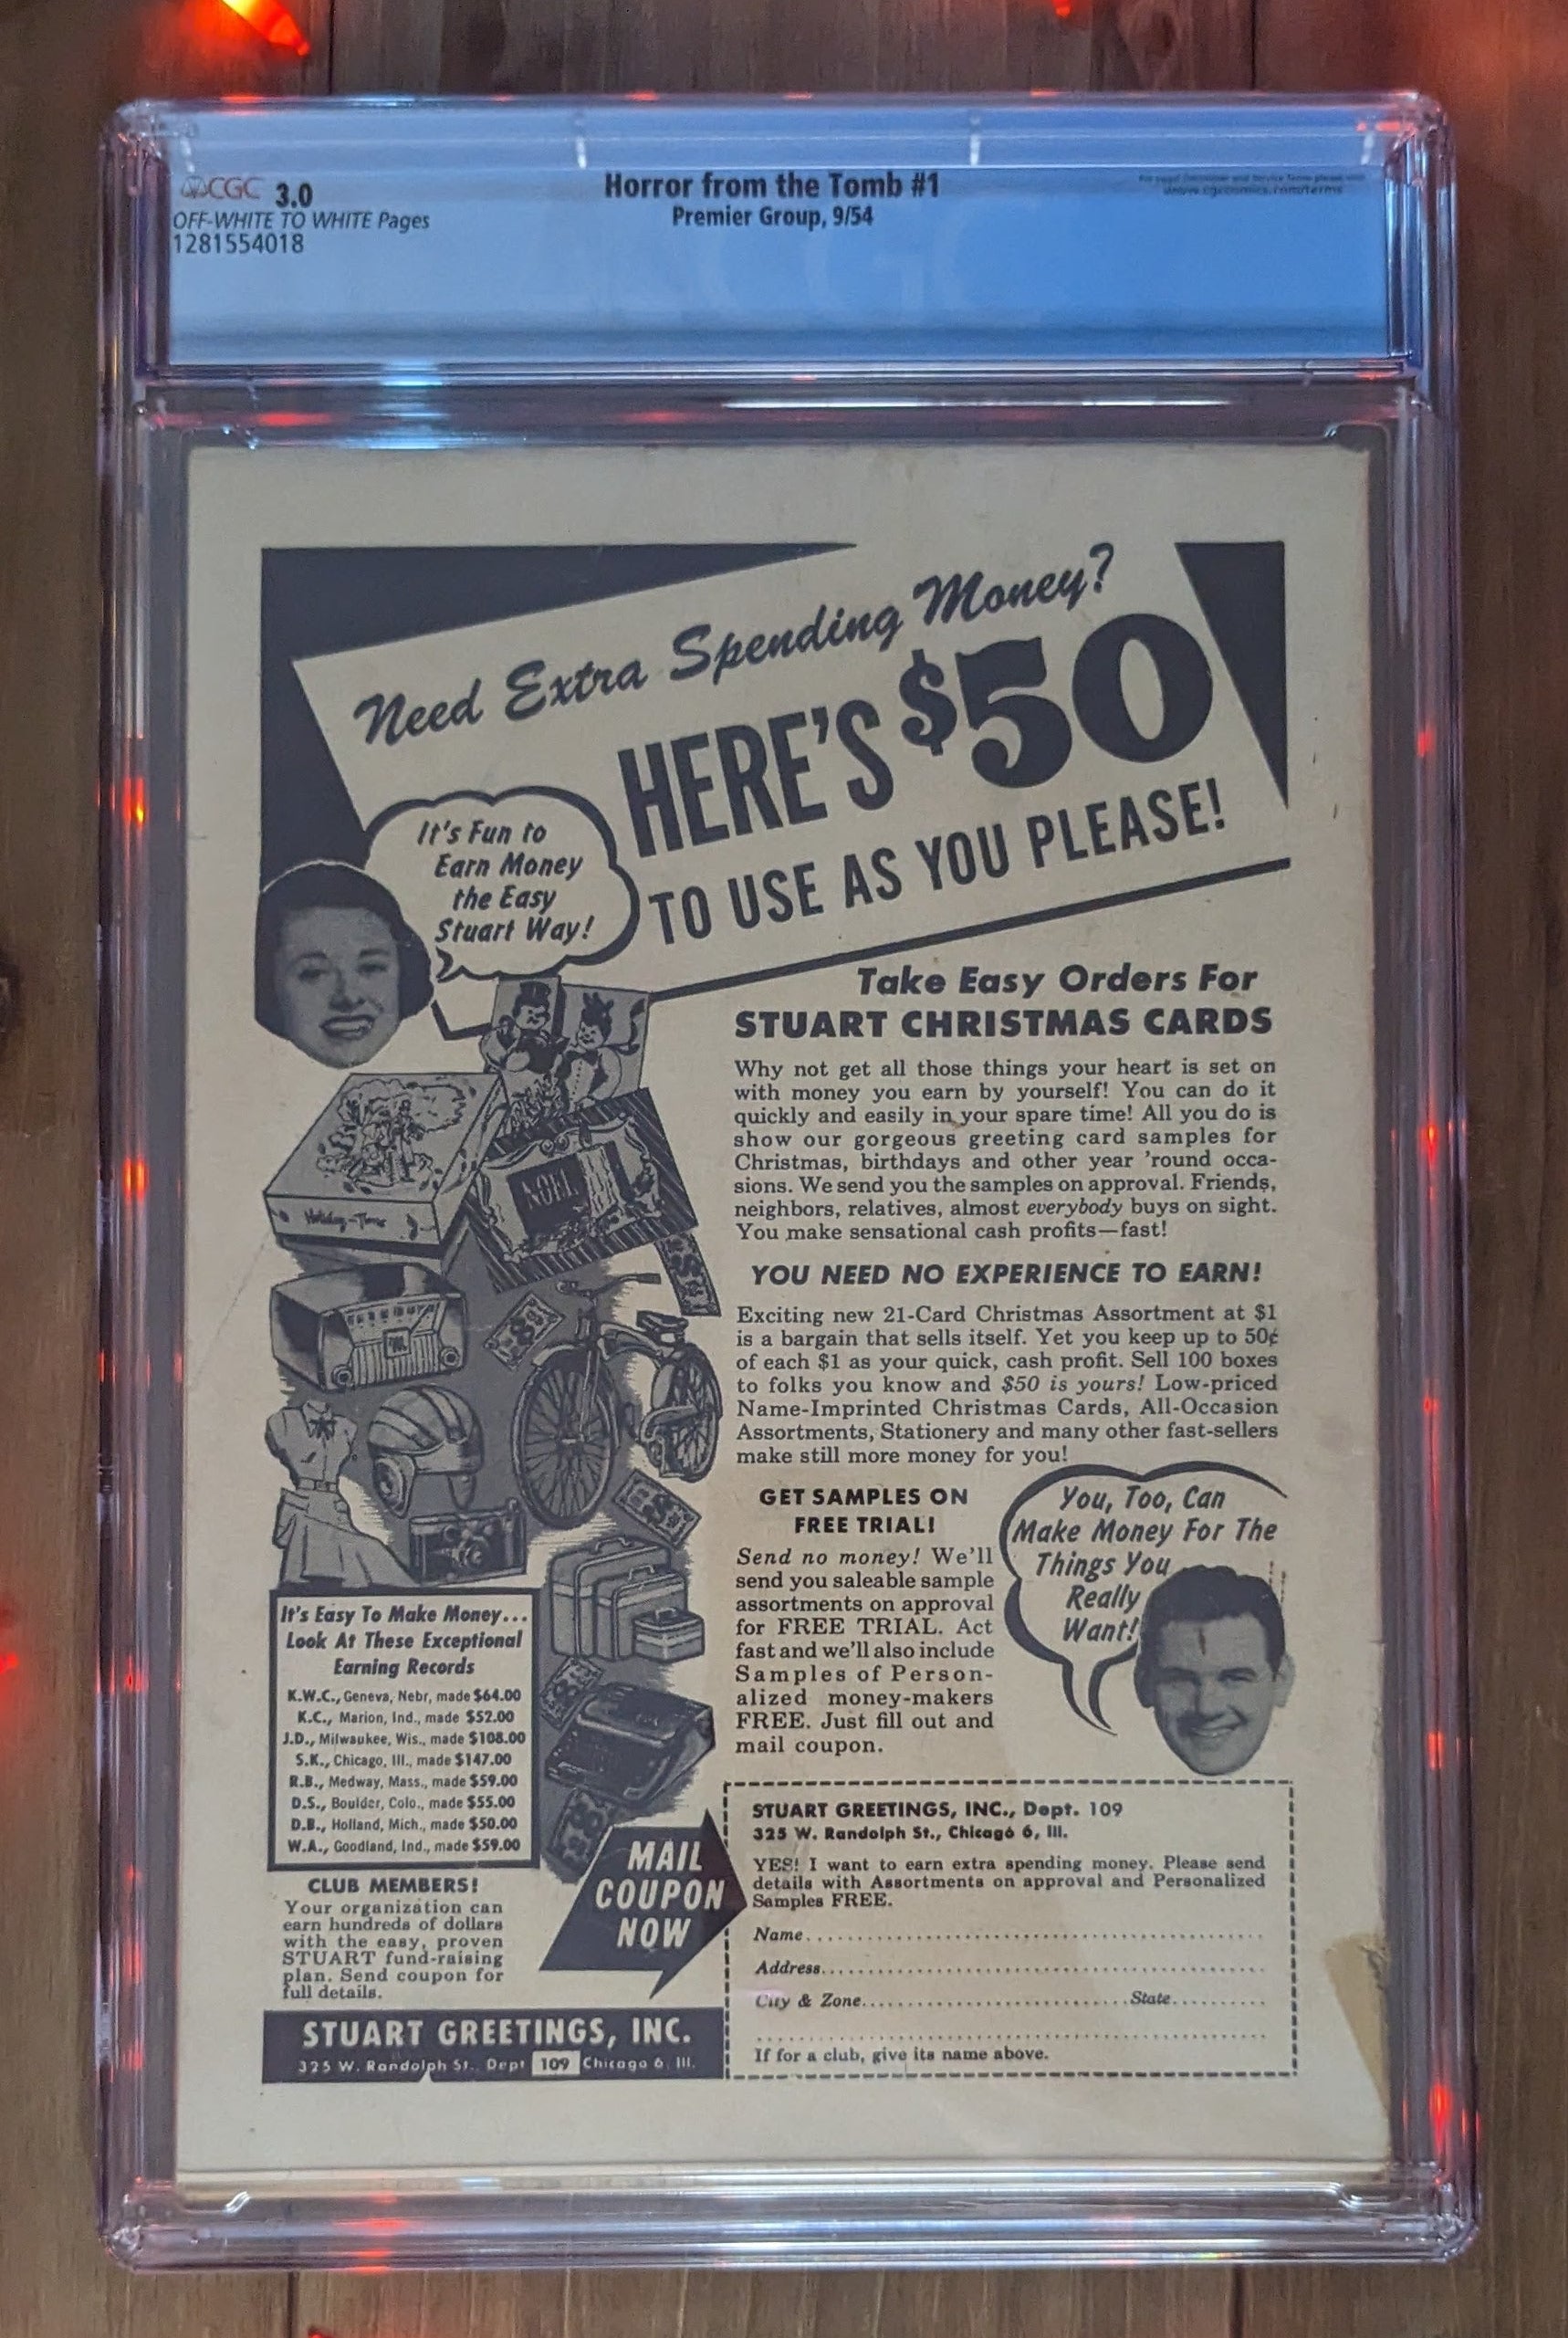 CGC 3.0
OFF-WHITE TO WHITE Pages
1281554018
Horror from the Tomb #1
Premier Group, 9/54
www.cgccomics.com/terms
Need Extra Spending Money?
HERE'S $50
TO USE AS YOU PLEASE!
It's Fun to
Earn Money
the Easy
Stuart Way!
NOEL
Take Easy Orders For
STUART CHRISTMAS CARDS
Why not get all those things your heart is set on
with money you earn by yourself! You can do it
quickly and easily in your spare time! All you do is
show our gorgeous greeting card samples for
Christmas, birthdays and other year 'round occa-
sions. We send you the samples on approval. Friends,
neighbors, relatives, almost everybody buys on sight.
You make sensational cash profits—fast!
YOU NEED NO EXPERIENCE TO EARN!
Exciting new 21-Card Christmas Assortment at $1
is a bargain that sells itself. Yet you keep up to 50¢
of each $1 as your quick, cash profit. Sell 100 boxes
to folks you know and $50 is yours! Low-priced
Name-Imprinted Christmas Cards, All-Occasion
Assortments, Stationery and many other fast-sellers
make still more money for you!
GET SAMPLES ON
FREE TRIAL!
Send no money! We'll
send you saleable sample
assortments on approval
for FREE TRIAL. Act
fast and we'll also include
Samples of Person-
alized money-makers
FREE. Just fill out and
mail coupon.
You, Too, Can
Make Money For The
Things You
Really
Want!
It's Easy To Make Money...
Look At These Exceptional
Earning Records
K.W.C., Geneva, Nebr, made $64.00
K.C., Marion, Ind., made $52.00
J.D., Milwaukee, Wis., made $108.00
S.K., Chicago, Ill., made $147.00
R.B., Medway, Mass., made $59.00
D.S., Boulder, Colo., made $55.00
D.B., Holland, Mich., made $50.00
W.A., Goodland, Ind., made $59.00
CLUB MEMBERS!
Your organization can
earn hundreds of dollars
with the easy, proven
STUART fund-raising
plan. Send coupon for
full details.
MAIL
COUPON
NOW
STUART GREETINGS, INC.
325 W. Randolph St., Dept 109 Chicago 6, Ill.
STUART GREETINGS, INC., Dept. 109
325 W. Randolph St., Chicago 6, Ill.
YES! I want to earn extra spending money. Please send
details with Assortments on approval and Personalized
Samples FREE.
Name
Address
City & Zone State
If for a club, give its name above.